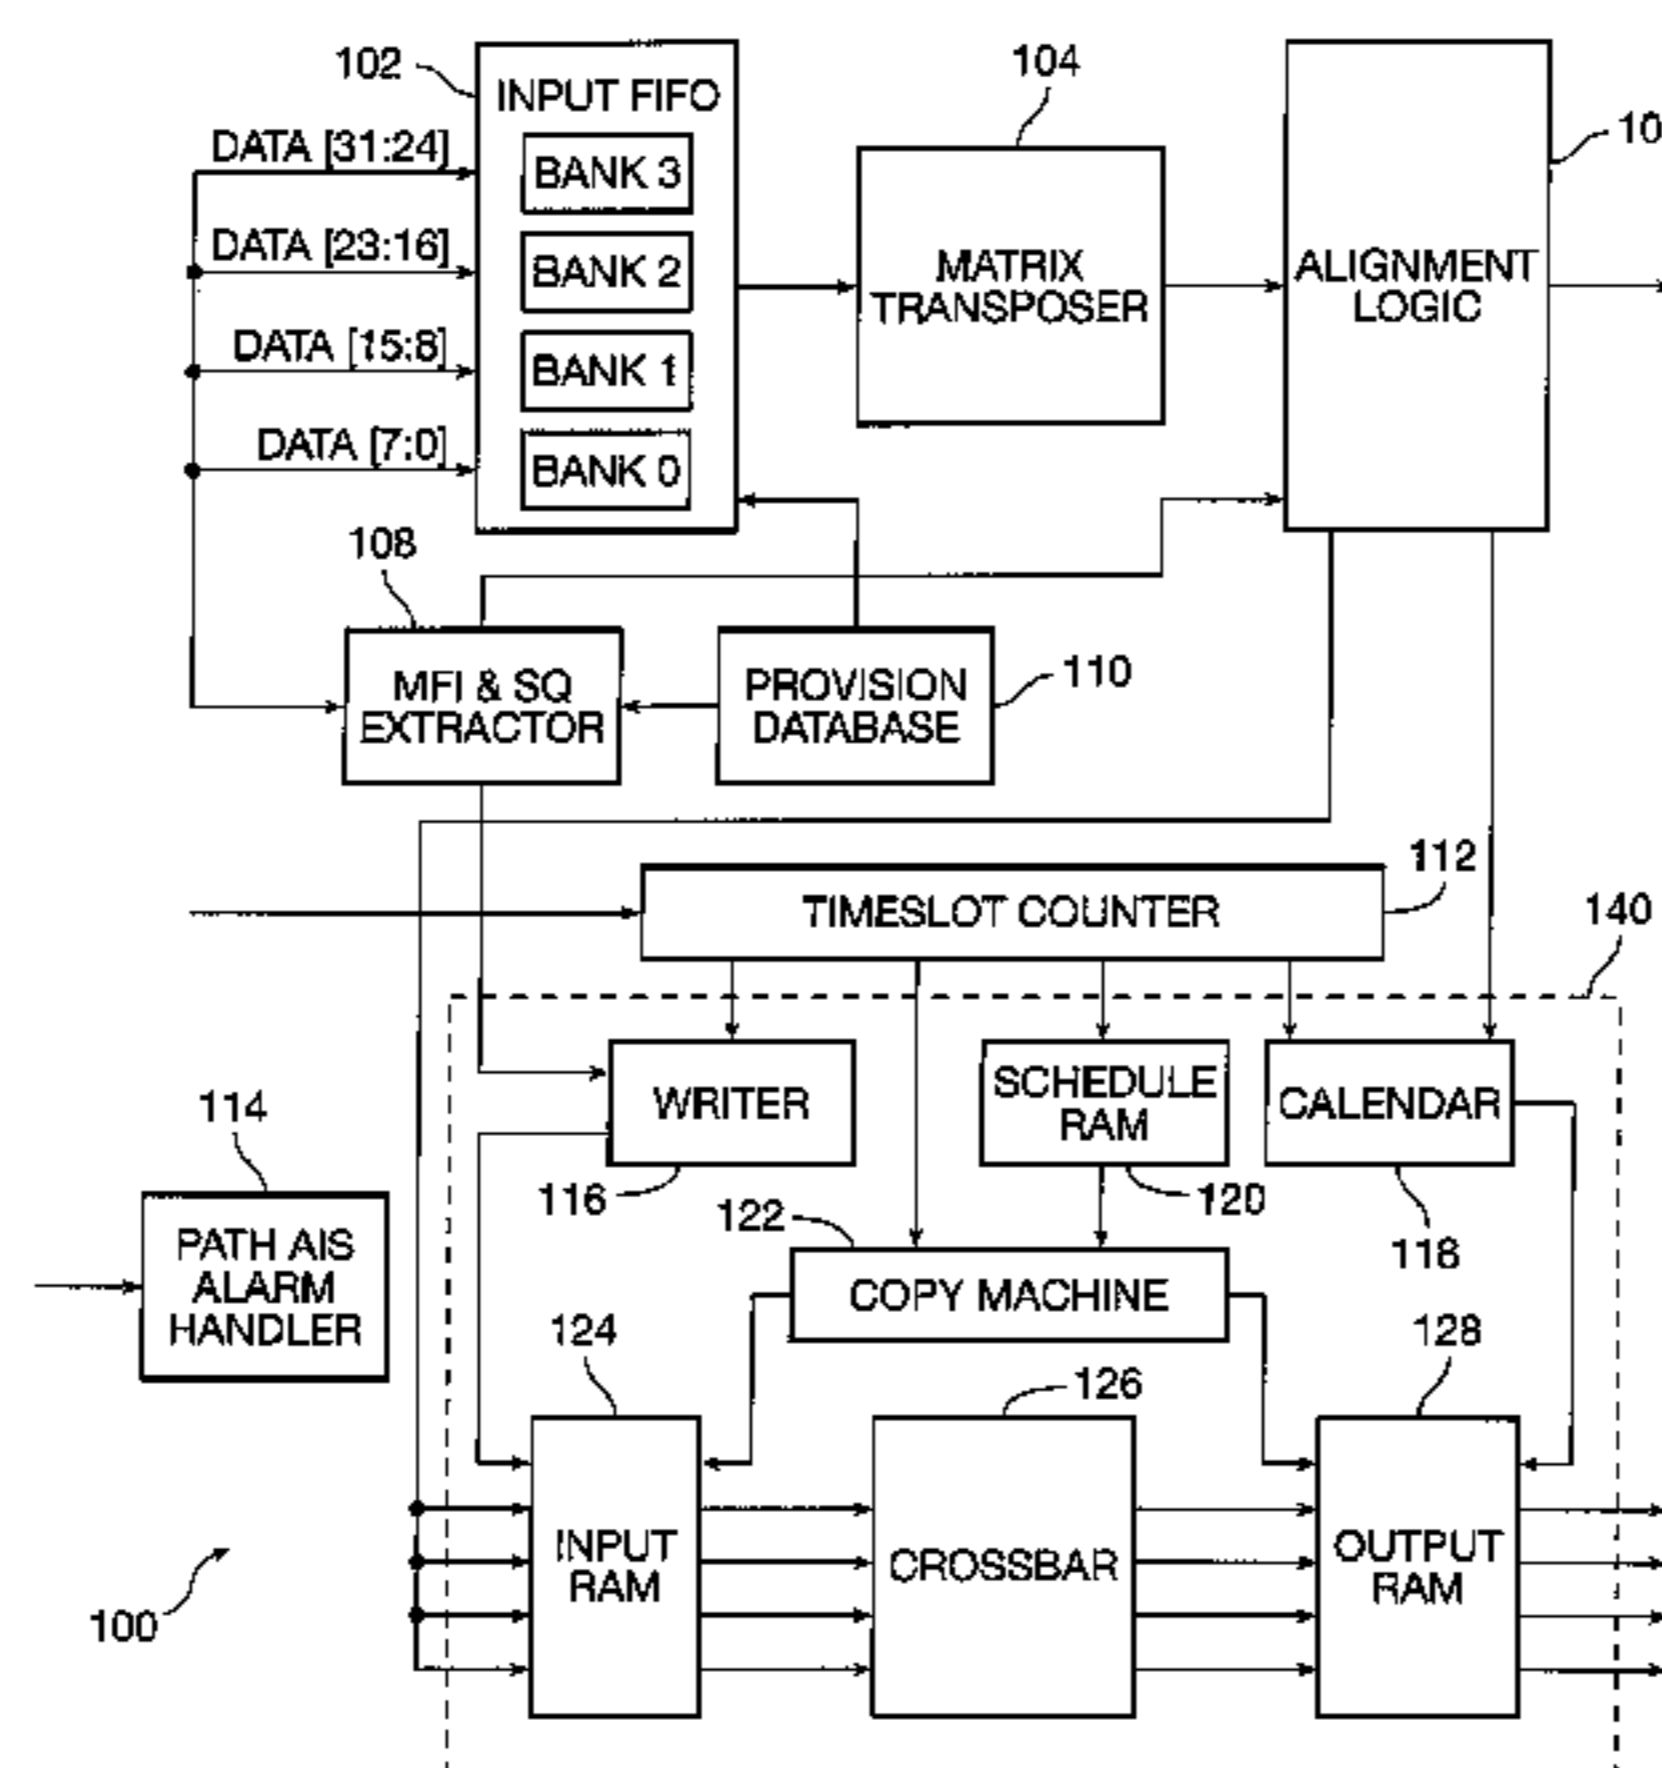 102
INPUT FIFO
104
10
DATA [31:24]
BANK 3
DATA [23:16]
BANK 2
MATRIX
TRANSPOSER
ALIGNMENT
LOGIC
DATA [15:8]
BANK 1
DATA [7:0]
BANK 0
108
MFI & SQ
EXTRACTOR
PROVISION
DATABASE
110
112
TIMESLOT COUNTER
140
WRITER
SCHEDULE
RAM
CALENDAR
114
116
120
118
PATH AIS
ALARM
HANDLER
122
COPY MACHINE
124
126
128
INPUT
RAM
CROSSBAR
OUTPUT
RAM
100